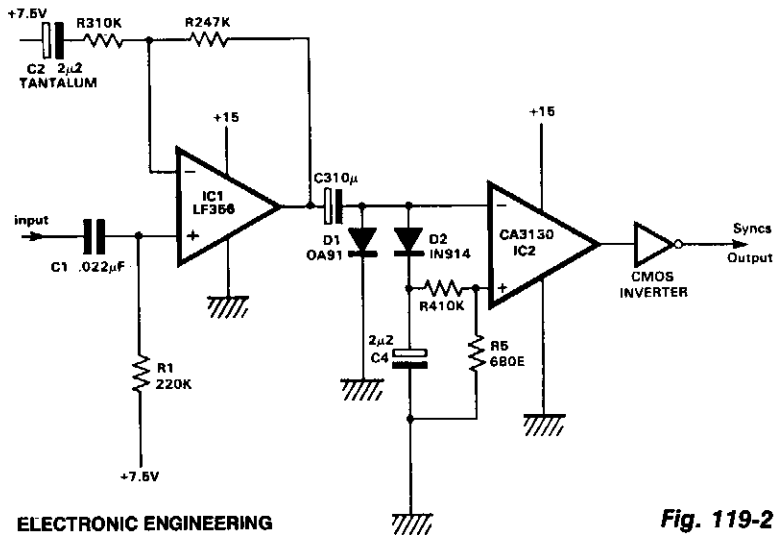 +7.5V
R310K
R247K
C2 2µ2
TANTALUM
+15
+15
C310µ
−
IC1
LF356
+
input
C1 .022µF
R1
220K
+7.5V
D1
OA91
D2
IN914
−
CA3130
IC2
+
R410K
2µ2
C4
R5
680E
CMOS
INVERTER
Syncs
Output
ELECTRONIC ENGINEERING
Fig. 119-2